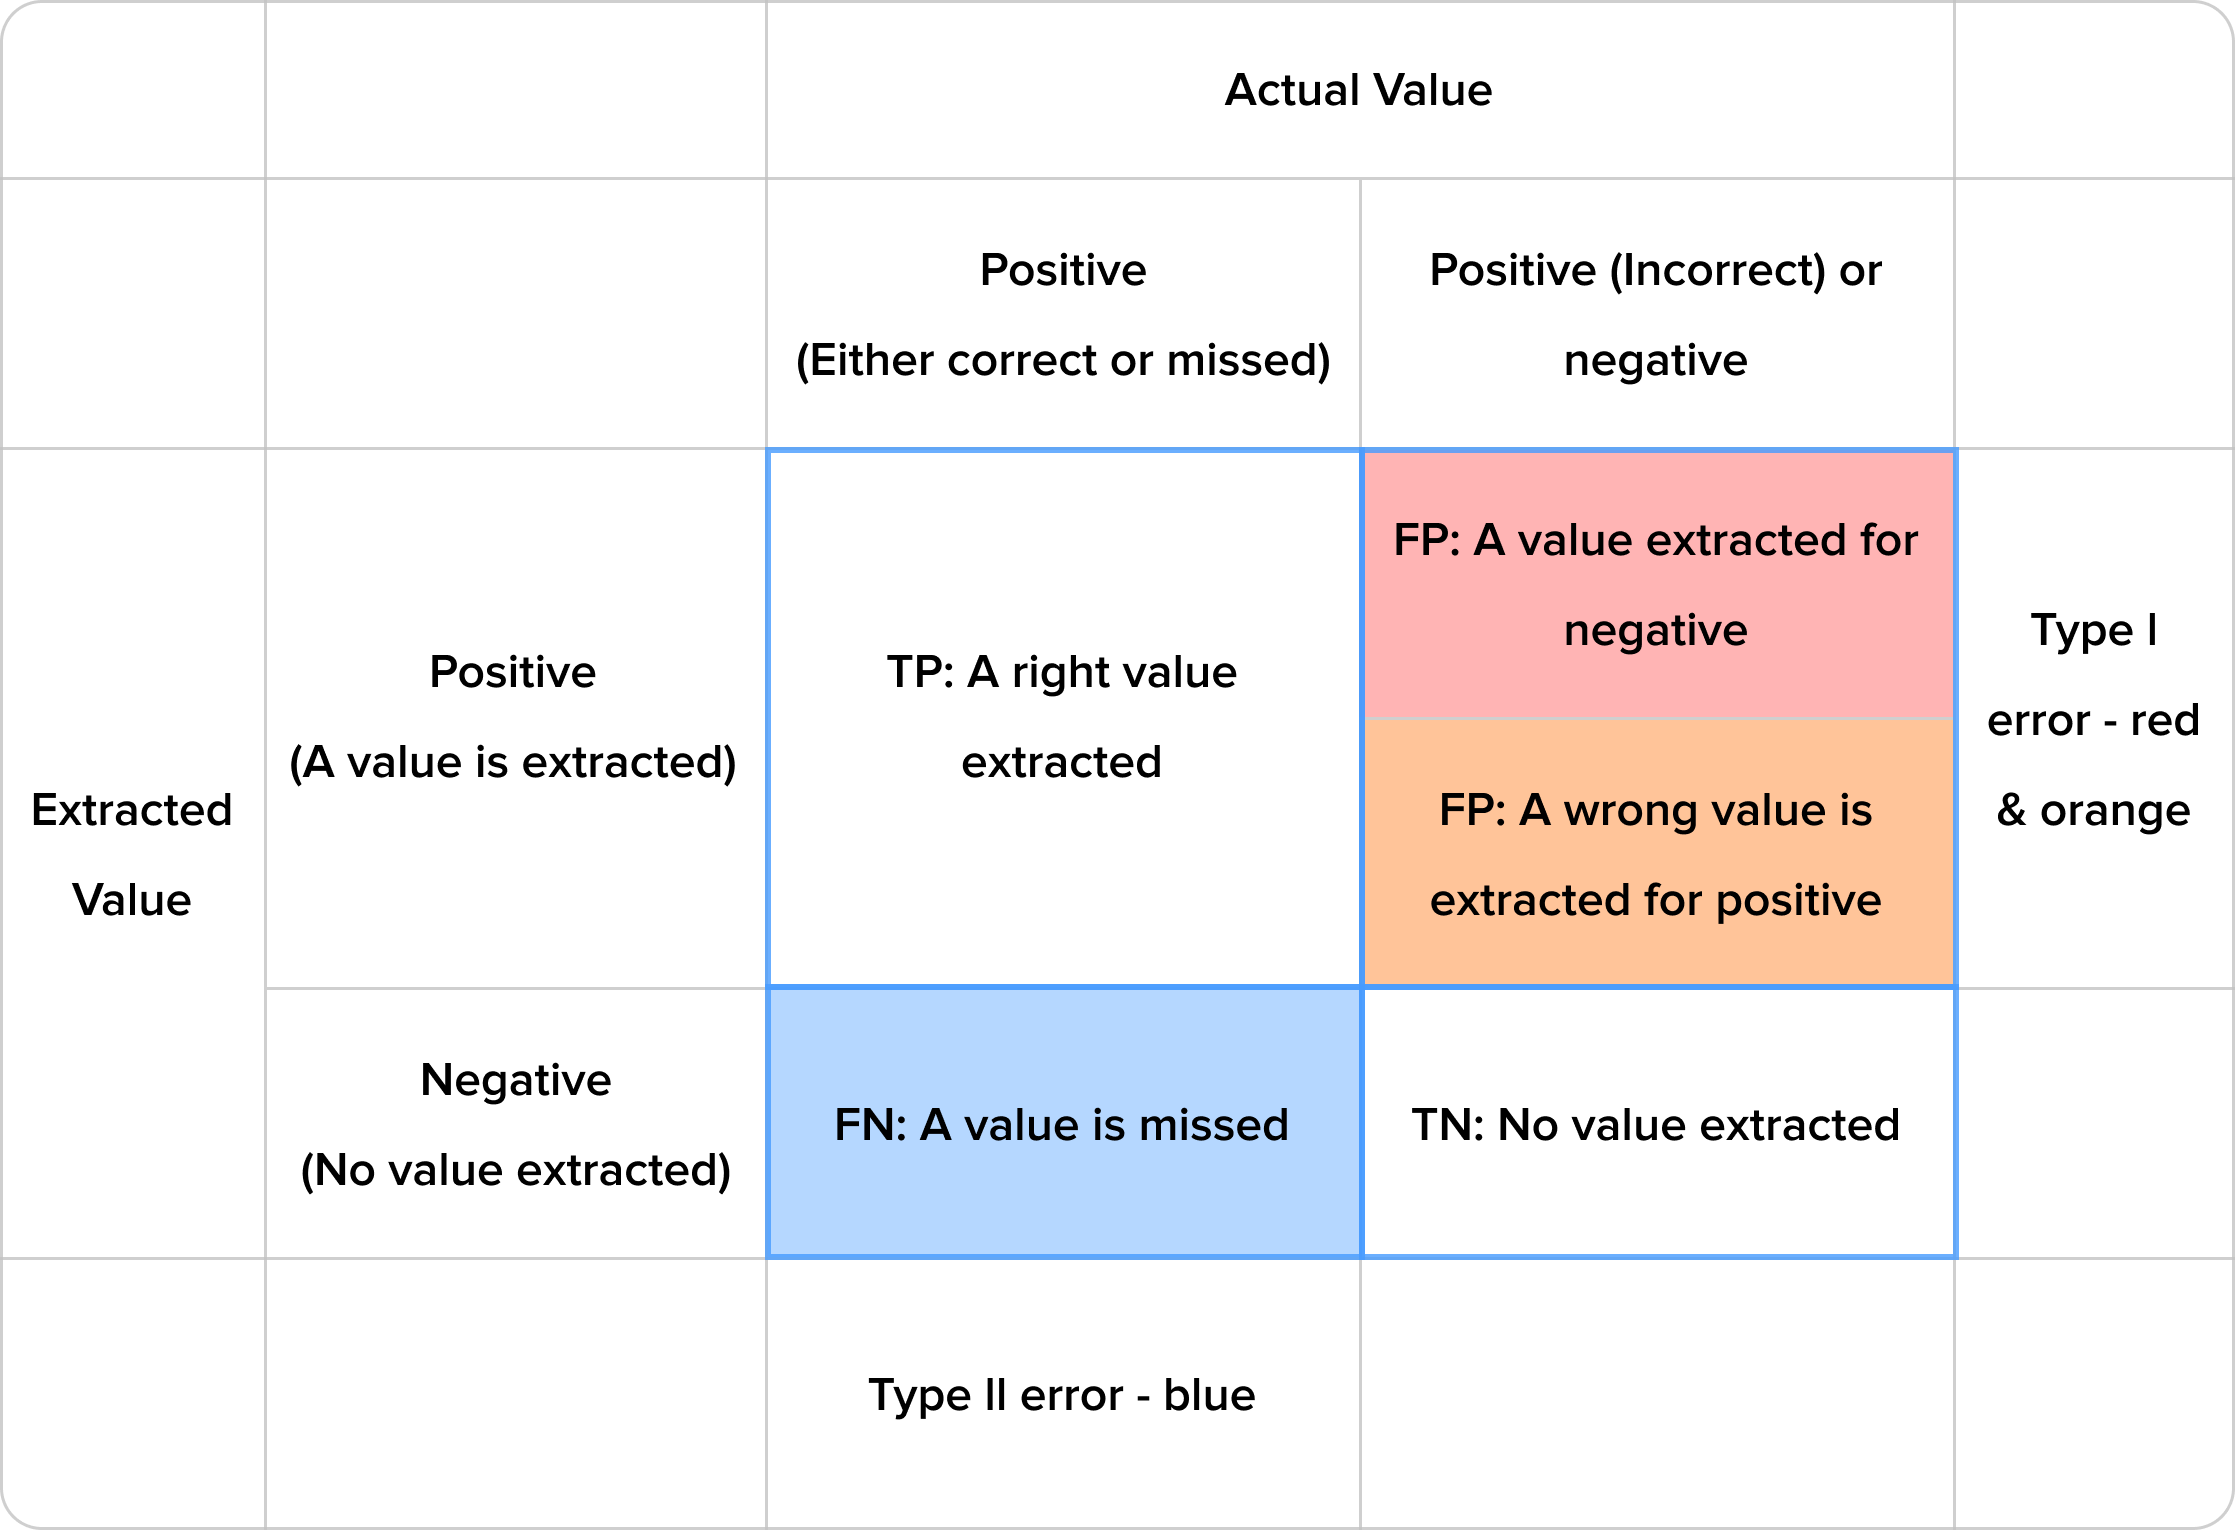 Actual Value
Positive
(Either correct or missed)
Positive (Incorrect) or
negative
Extracted
Value
Positive
(A value is extracted)
TP: A right value
extracted
FP: A value extracted for
negative
FP: A wrong value is
extracted for positive
Type I
error - red
& orange
Negative
(No value extracted)
FN: A value is missed
TN: No value extracted
Type II error - blue